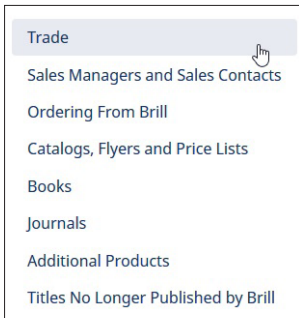 Trade
Sales Managers and Sales Contacts
Ordering From Brill
Catalogs, Flyers and Price Lists
Books
Journals
Additional Products
Titles No Longer Published by Brill